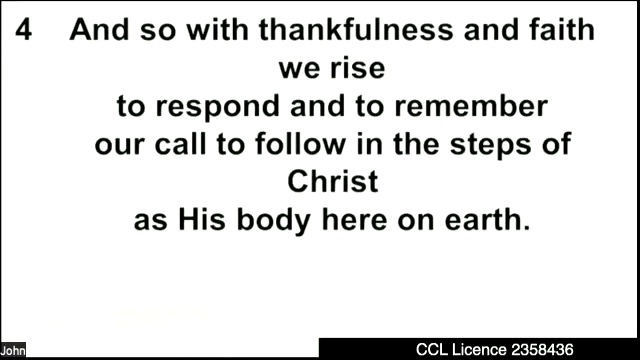 4 And so with thankfulness and faith
we rise
to respond and to remember
our call to follow in the steps of
Christ
as His body here on earth.
John
CCL Licence 2358436